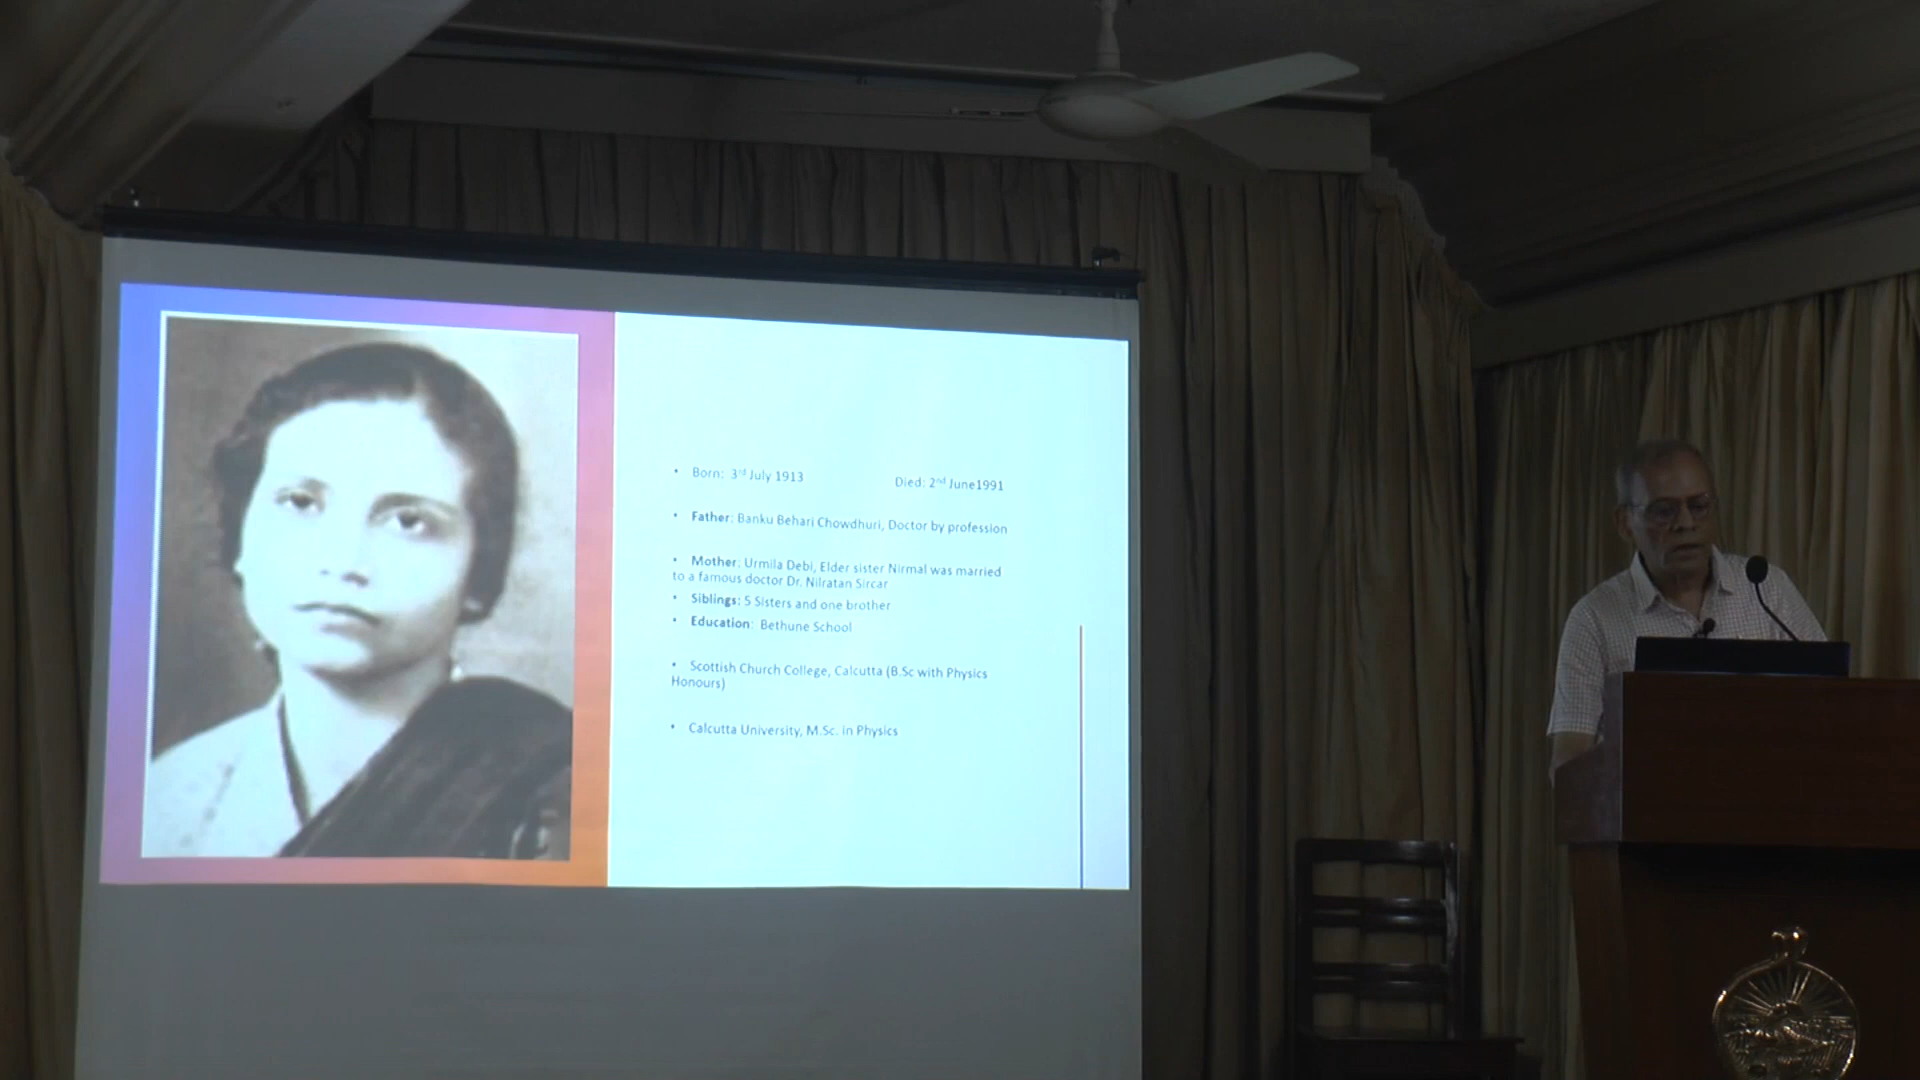 • Born: 3rd July 1913 Died: 2nd June1991
• Father: Banku Behari Chowdhuri, Doctor by profession
• Mother: Urmila Debi, Elder sister Nirmal was married
to a famous doctor Dr. Nilratan Sircar
• Siblings: 5 Sisters and one brother
• Education: Bethune School
• Scottish Church College, Calcutta (B.Sc with Physics
Honours)
• Calcutta University, M.Sc. in Physics